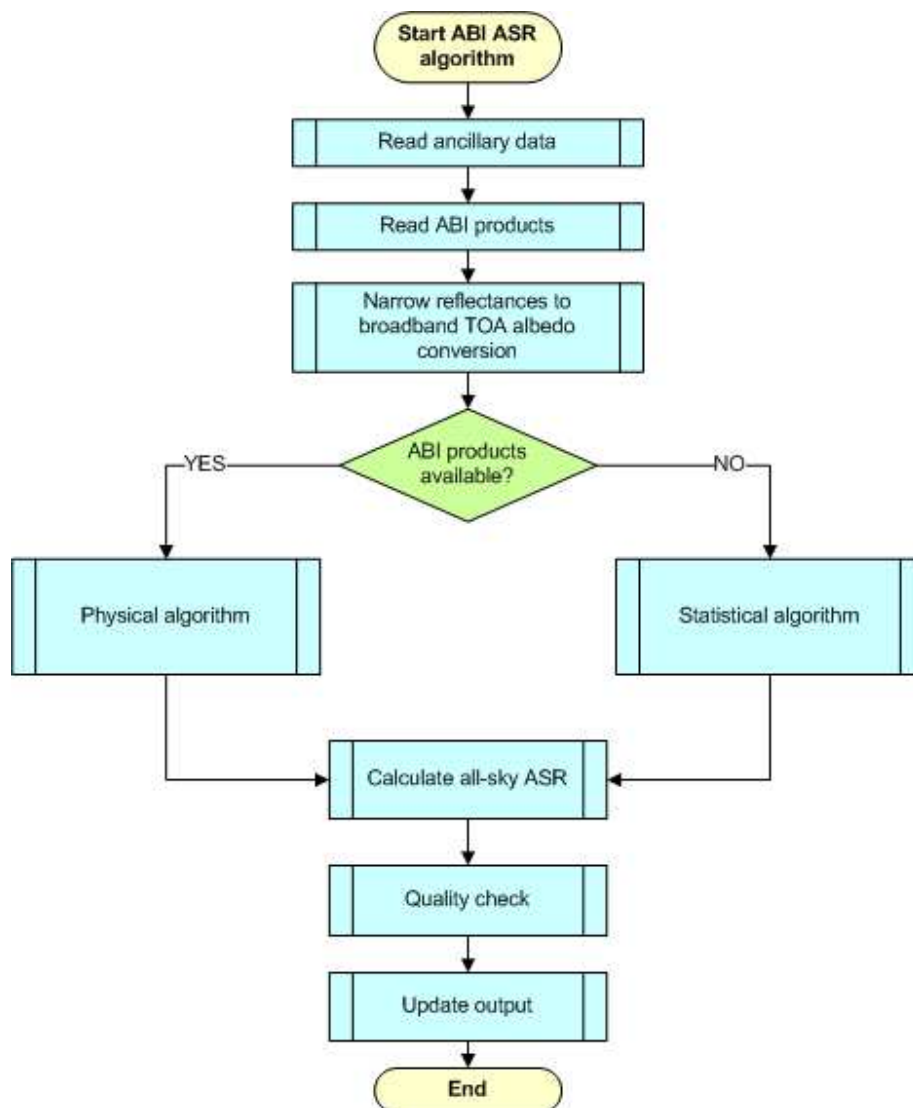 Start ABI ASR
algorithm
Read ancillary data
Read ABI products
Narrow reflectances to
broadband TOA albedo
conversion
ABI products
available?
YES
NO
Physical algorithm
Statistical algorithm
Calculate all-sky ASR
Quality check
Update output
End